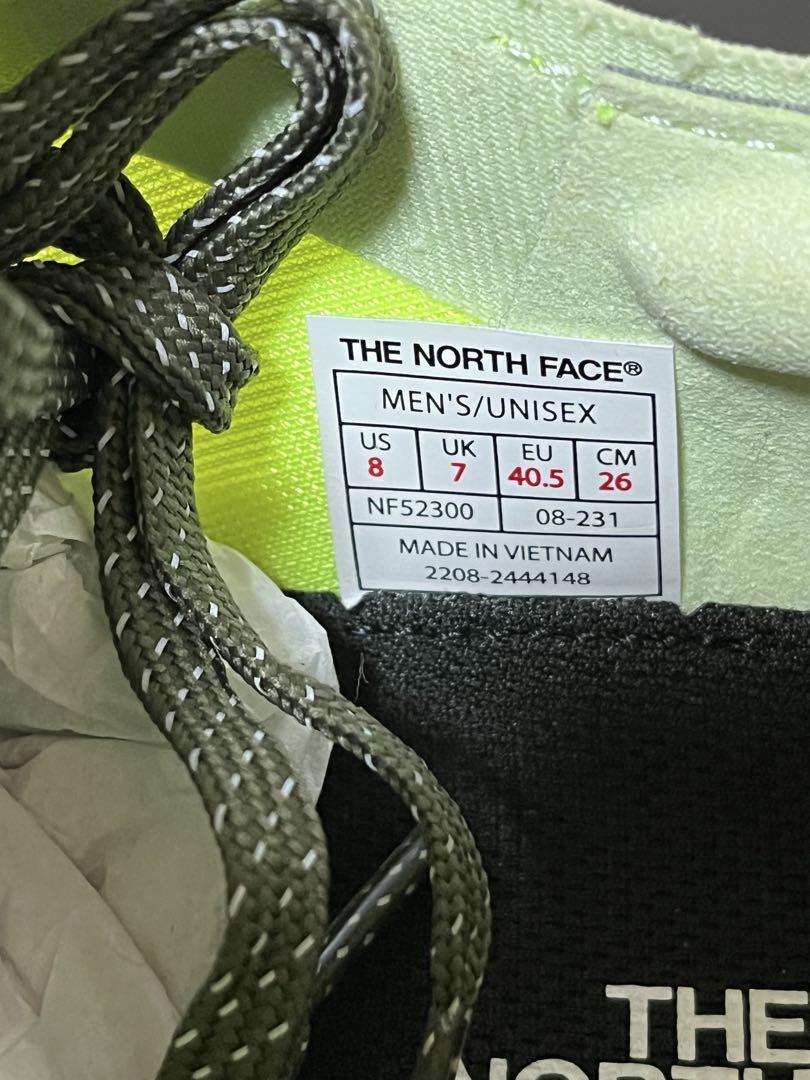 THE NORTH FACE®
MEN'S/UNISEX
US UK EU CM
8 7 40.5 26
NF52300 08-231
MADE IN VIETNAM
2208-2444148
THE